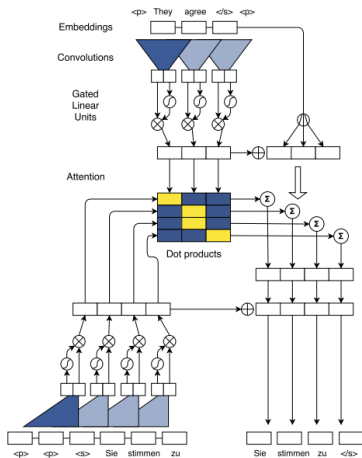 <p> They agree </s> <p>
Embeddings
Convolutions
Gated
Linear
Units
Attention
Σ
Σ
Σ
Σ
Dot products
<p> <p> <s> Sie stimmen zu
Sie stimmen zu </s>